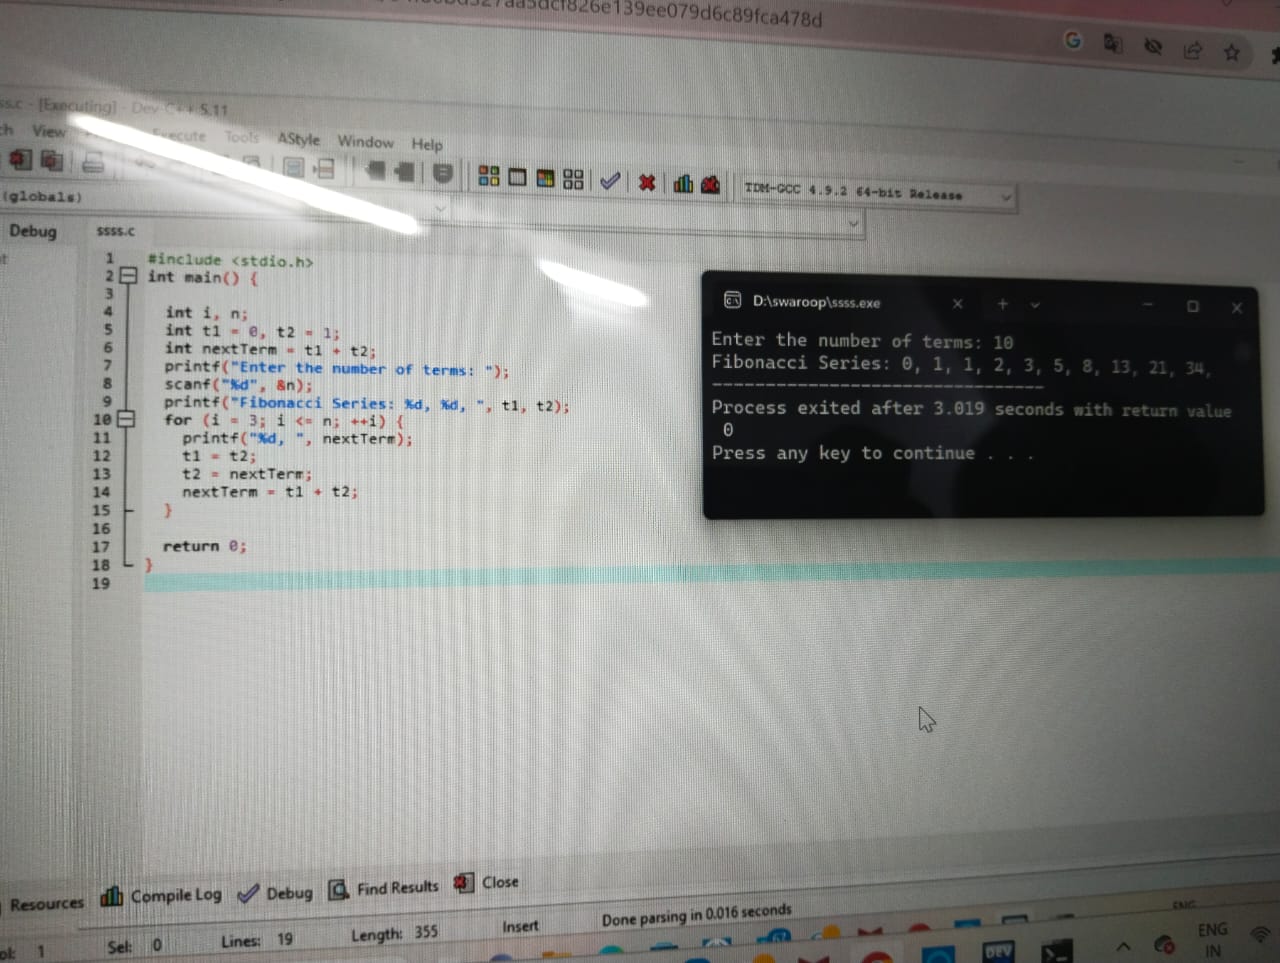 826e139ee079d6c89fca478d
ss.c - [Executing] - Dev-C++ 5.11
View Execute Tools AStyle Window Help
TDM-GCC 4.9.2 64-bit Release
(globals)
Debug ssss.c
1 #include <stdio.h>
2 int main() {
3
4 int i, n;
5 int t1 = 0, t2 = 1;
6 int nextTerm = t1 + t2;
7 printf("Enter the number of terms: ");
8 scanf("%d", &n);
9 printf("Fibonacci Series: %d, %d, ", t1, t2);
10 for (i = 3; i <= n; ++i) {
11 printf("%d, ", nextTerm);
12 t1 = t2;
13 t2 = nextTerm;
14 nextTerm = t1 + t2;
15 }
16
17 return 0;
18 }
19
D:\swaroop\ssss.exe
Enter the number of terms: 10
Fibonacci Series: 0, 1, 1, 2, 3, 5, 8, 13, 21, 34,
--------------------------------
Process exited after 3.019 seconds with return value
0
Press any key to continue . . .
Resources Compile Log Debug Find Results Close
1 Sel: 0 Lines: 19 Length: 355 Insert Done parsing in 0.016 seconds
DEV
ENG
IN